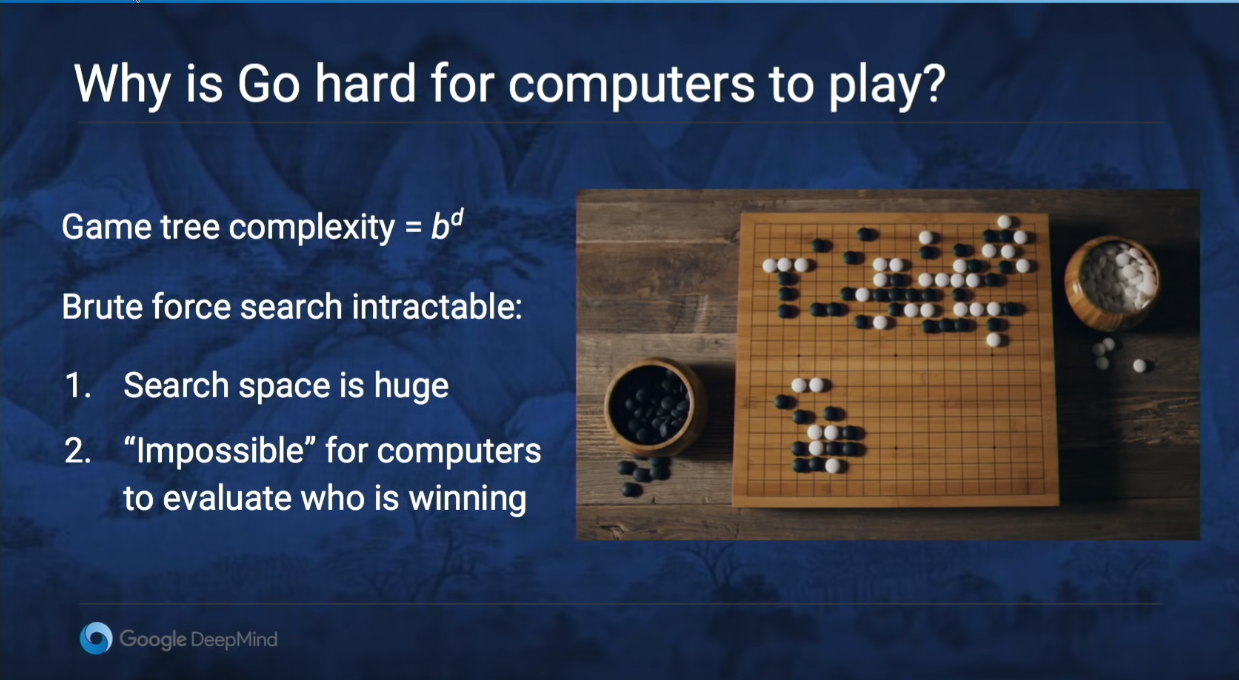 Why is Go hard for computers to play?
Game tree complexity = b^d
Brute force search intractable:
1. Search space is huge
2. “Impossible” for computers
to evaluate who is winning
Google DeepMind